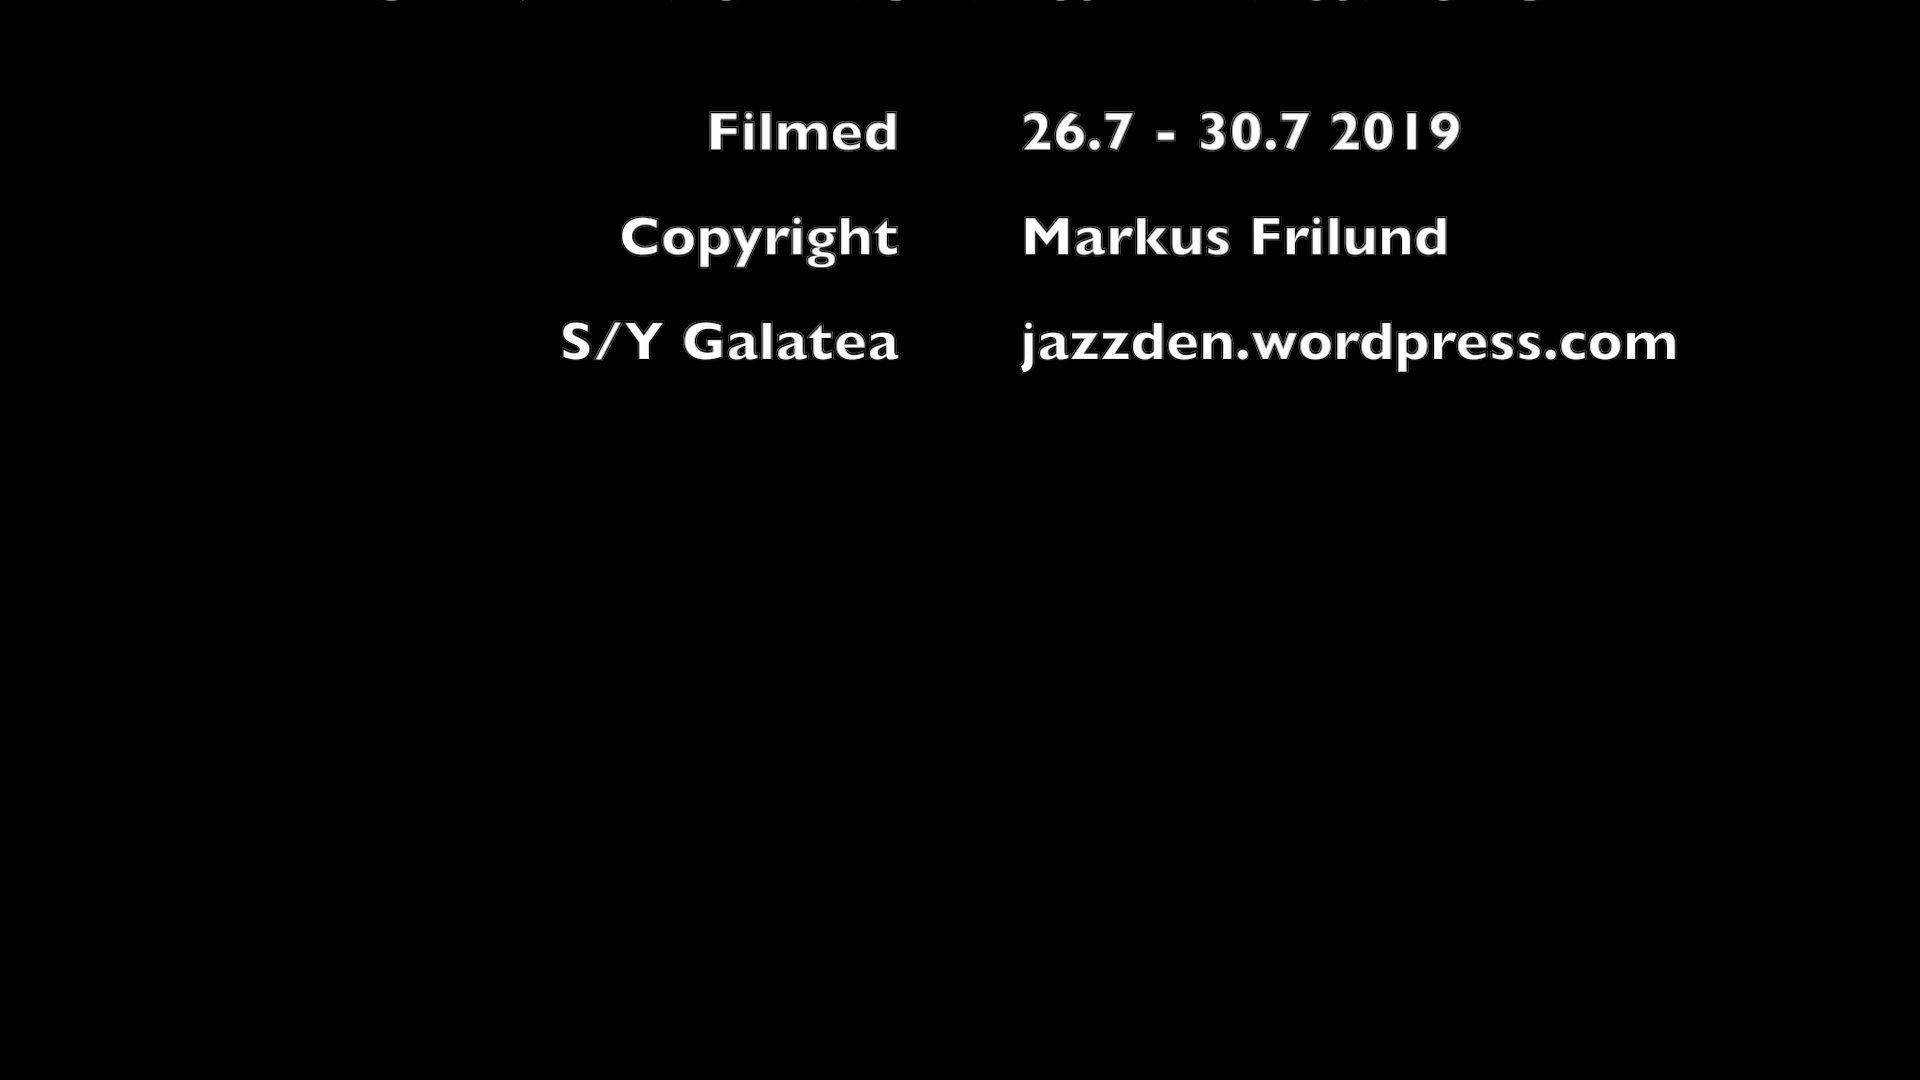 Filmed 26.7 - 30.7 2019
Copyright Markus Frilund
S/Y Galatea jazzden.wordpress.com